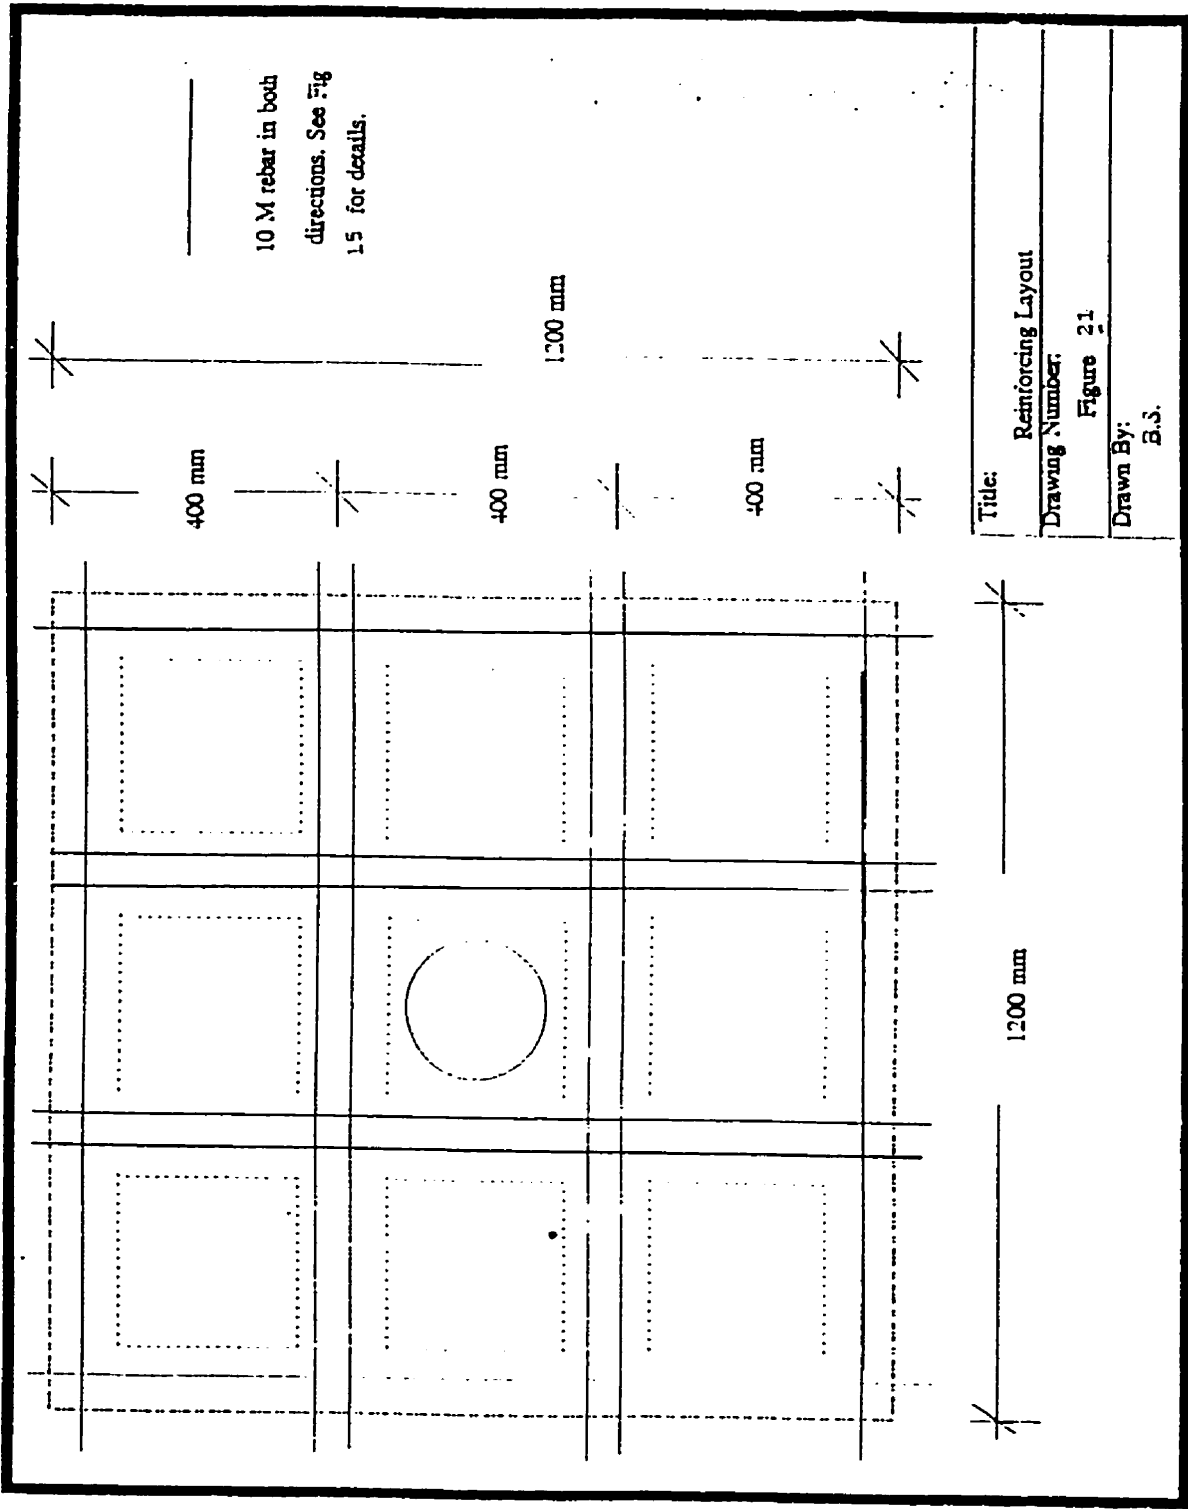 10 M rebar in both
directions. See Fig
15 for details.
1200 mm
400 mm
400 mm
400 mm
1200 mm
Title:
Reinforcing Layout
Drawing Number:
Figure 21
Drawn By:
B.S.